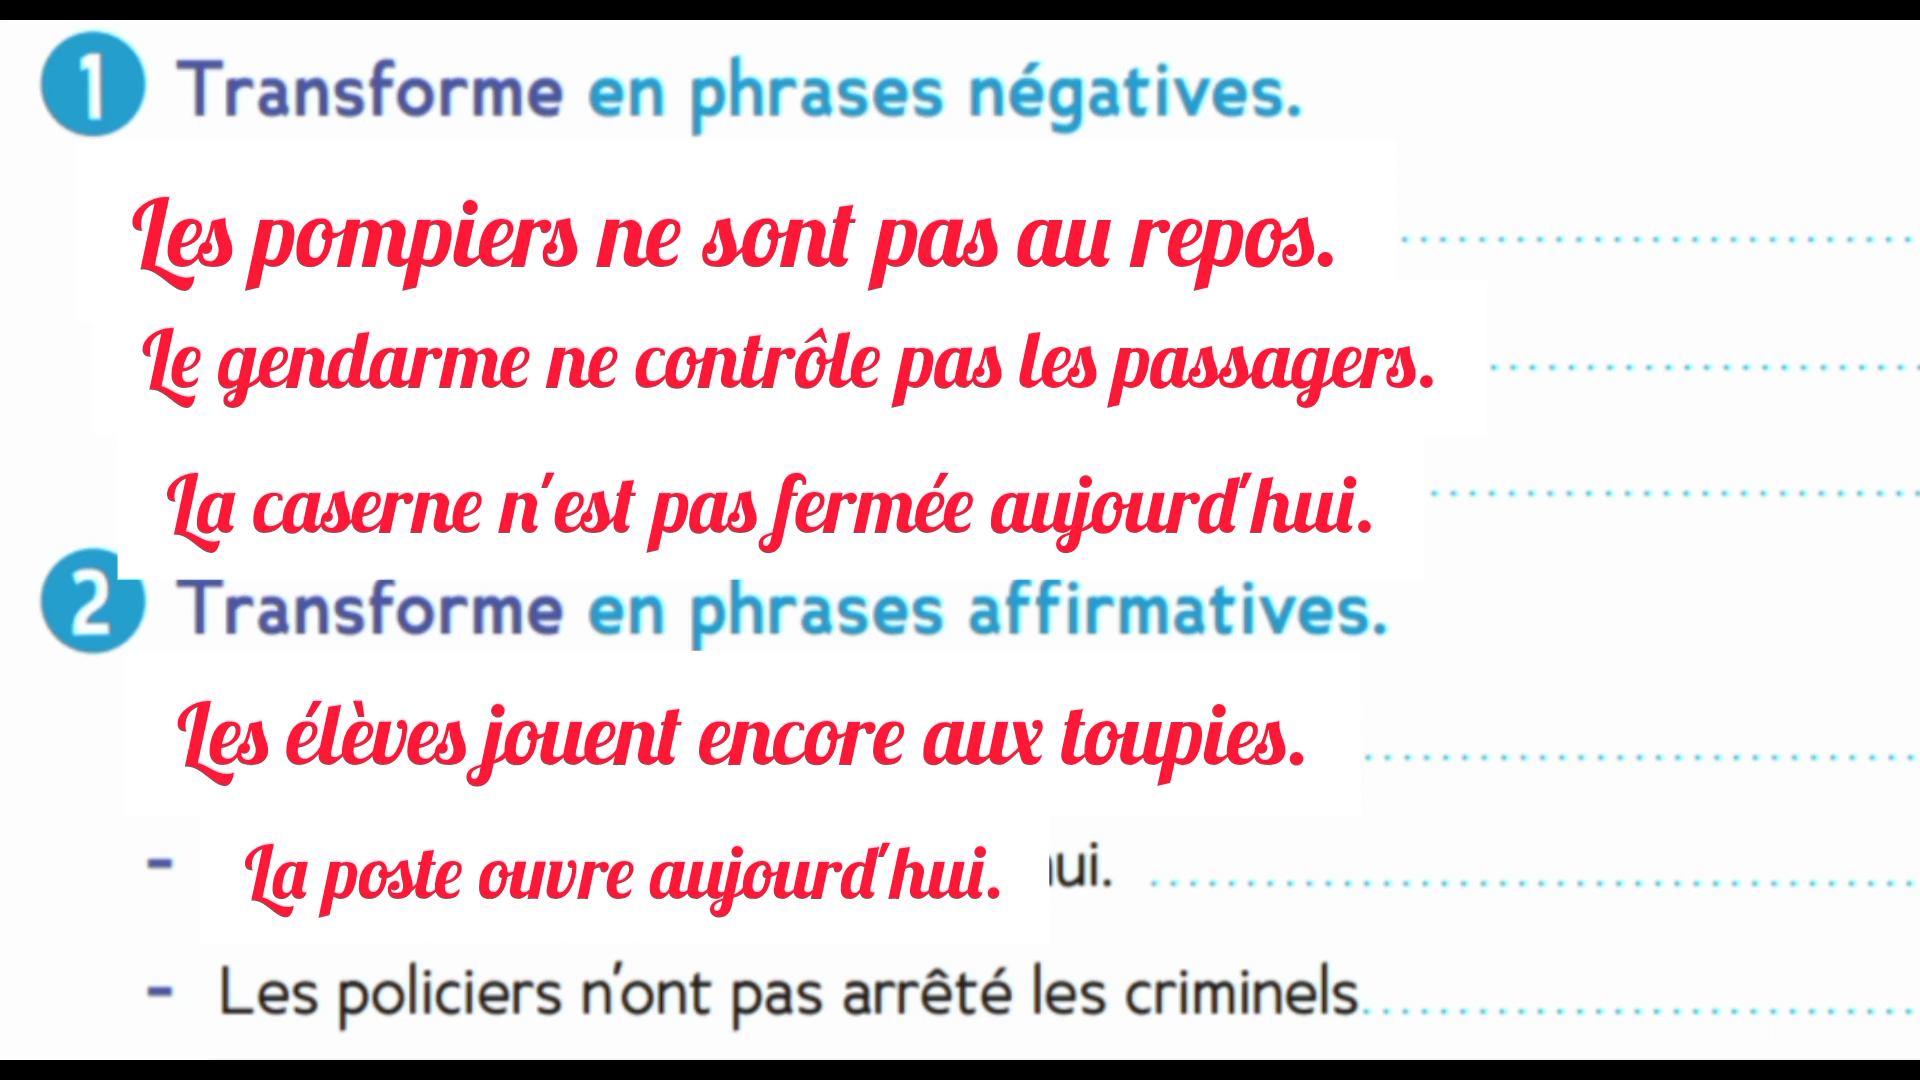 1 Transforme en phrases négatives.
Les pompiers ne sont pas au repos.
Le gendarme ne contrôle pas les passagers.
La caserne n'est pas fermée aujourd'hui.
2 Transforme en phrases affirmatives.
Les élèves jouent encore aux toupies.
- La poste ouvre aujourd'hui. ui.
- Les policiers n'ont pas arrêté les criminels